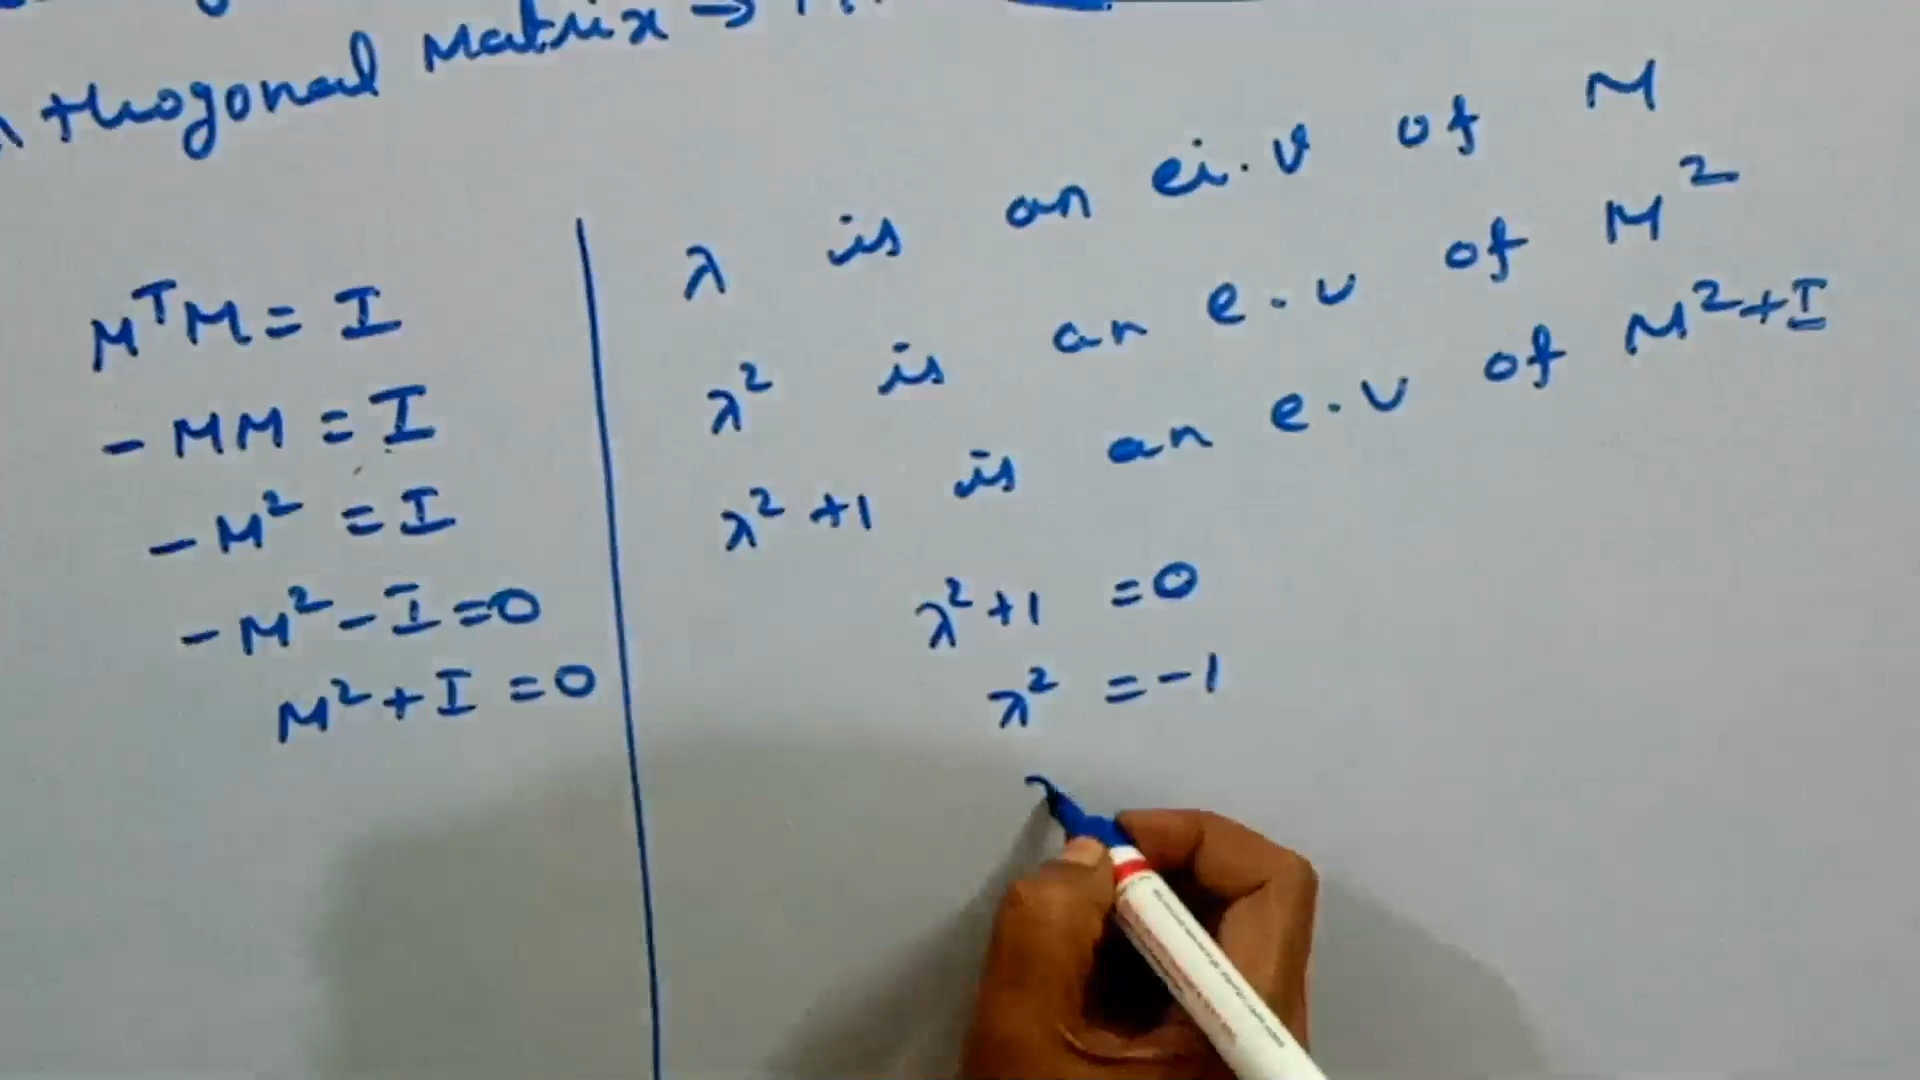 thogonal Matrix →
MᵀM = I
- MM = I
- M² = I
- M² - I = 0
M² + I = 0
λ is an ei.v of M
λ² is an e.v of M²
λ² + 1 is an e.v of M² + I
λ² + 1 = 0
λ² = -1